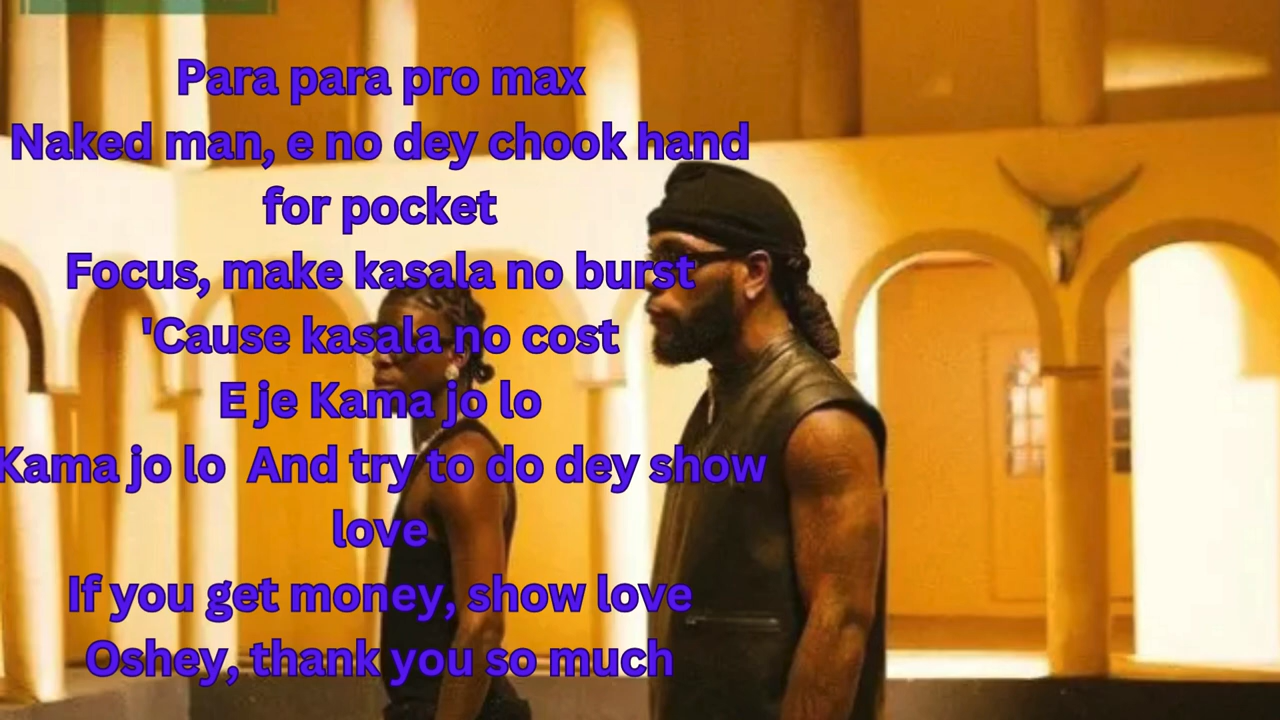 Para para pro max
Naked man, e no dey chook hand
for pocket
Focus, make kasala no burst
'Cause kasala no cost
E je Kama jo lo
Kama jo lo  And try to do dey show
love
If you get money, show love
Oshey, thank you so much